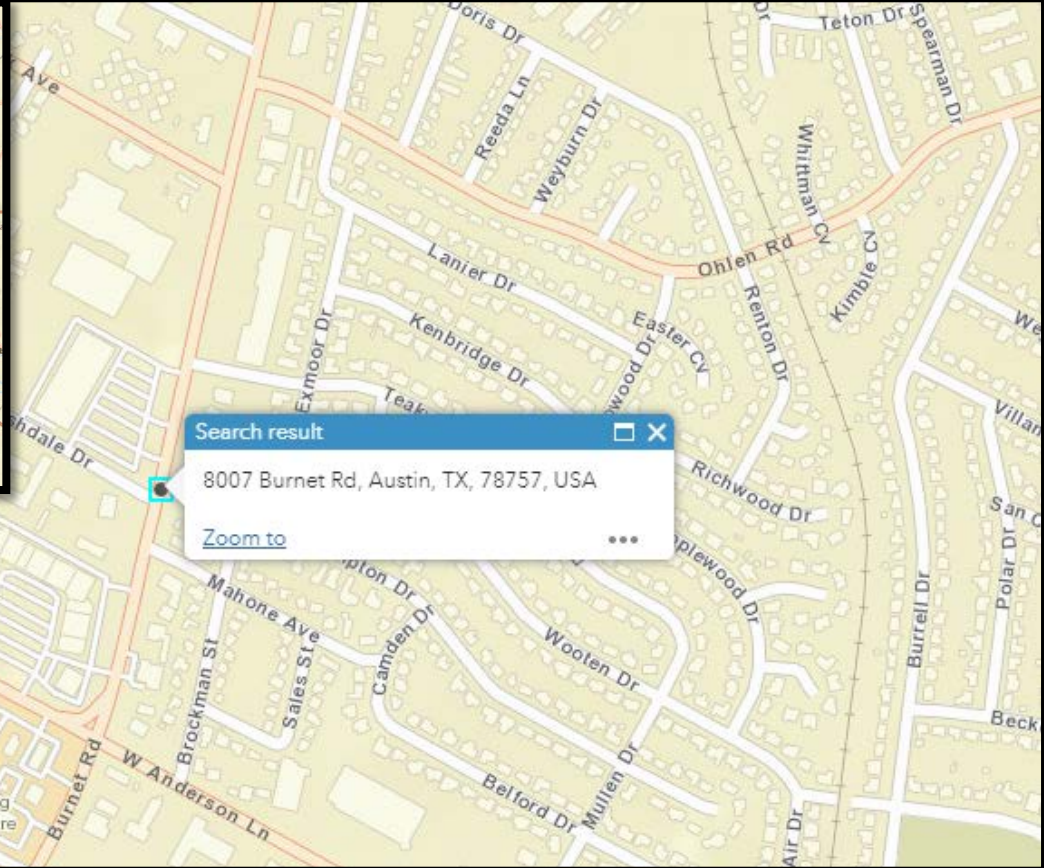 Doris Dr
Teton Dr
Spearman Dr
Dr
Ave
Reeda Ln
Weyburn Dr
Whittman Cv
Lanier Dr
Ohlen Rd
Kimble Cv
Exmoor Dr
Kenbridge Dr
Easter Cv
Renton Dr
Search result
8007 Burnet Rd, Austin, TX, 78757, USA
Zoom to
Richwood Dr
Mahone Ave
Camden Dr
Wooten Dr
Burrell Dr
Polar Dr
Brockman St
Sales St
W Anderson Ln
Burnet Rd
Belford Dr
Mullen Dr